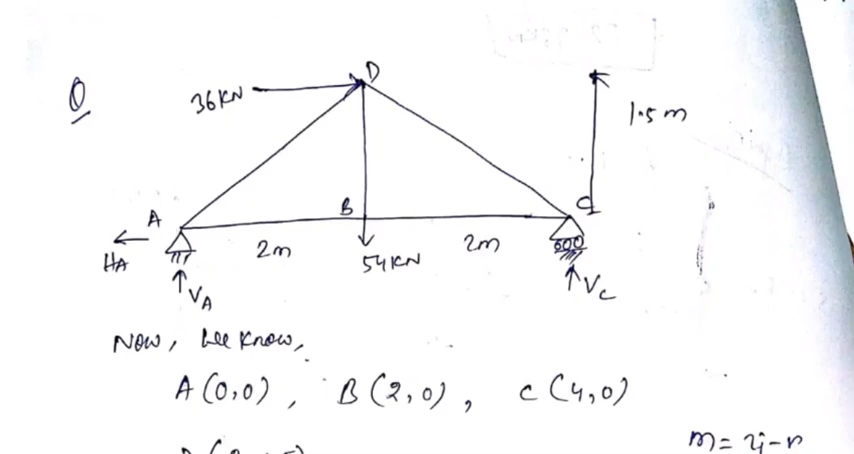 Q
36KN
D
1.5 m
A
B
C
HA
2m
54KN
2m
VA
VC
Now, we know,
A (0,0), B (2,0), C (4,0)
m = 2j - r